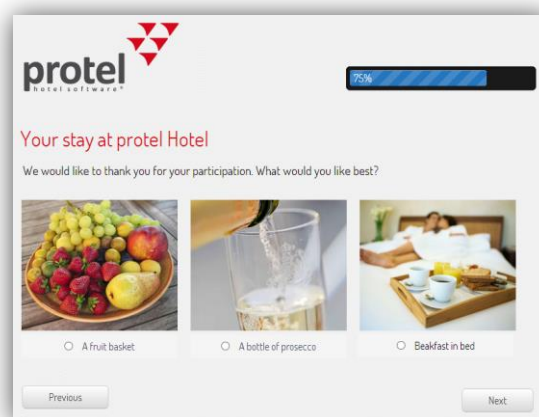 protel
hotel software®
75%
Your stay at protel Hotel
We would like to thank you for your participation. What would you like best?
A fruit basket
A bottle of prosecco
Beakfast in bed
Previous
Next